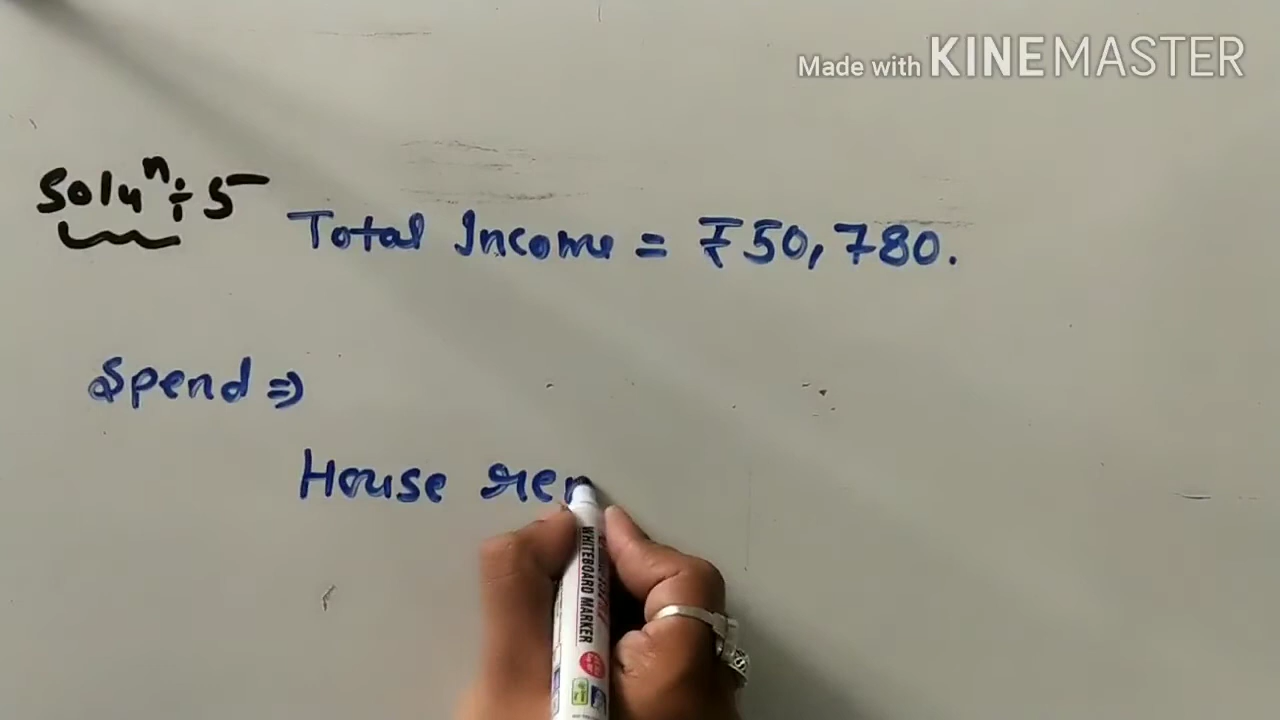 Made with KINEMASTER
Soluⁿ÷5
Total Income = ₹50,780.
Spend ⇒
House ren
WHITEBOARD MARKER